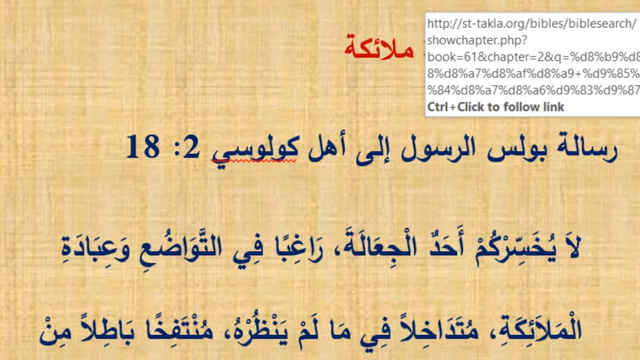 ملائكة
http://st-takla.org/bibles/biblesearch/
showchapter.php?
book=61&chapter=2&q=%d8%b9%d8
8%d8%a7%d8%af%d8%a9+%d9%85%
%84%d8%a7%d8%a6%d9%83%d9%87
Ctrl+Click to follow link
رسالة بولس الرسول إلى أهل كولوسي 2: 18
لاَ يُخَسِّرْكُمْ أَحَدٌ الْجِعَالَةَ، رَاغِبًا فِي التَّوَاضُعِ وَعِبَادَةِ
الْمَلاَئِكَةِ، مُتَدَاخِلاً فِي مَا لَمْ يَنْظُرْهُ، مُنْتَفِخًا بَاطِلاً مِنْ